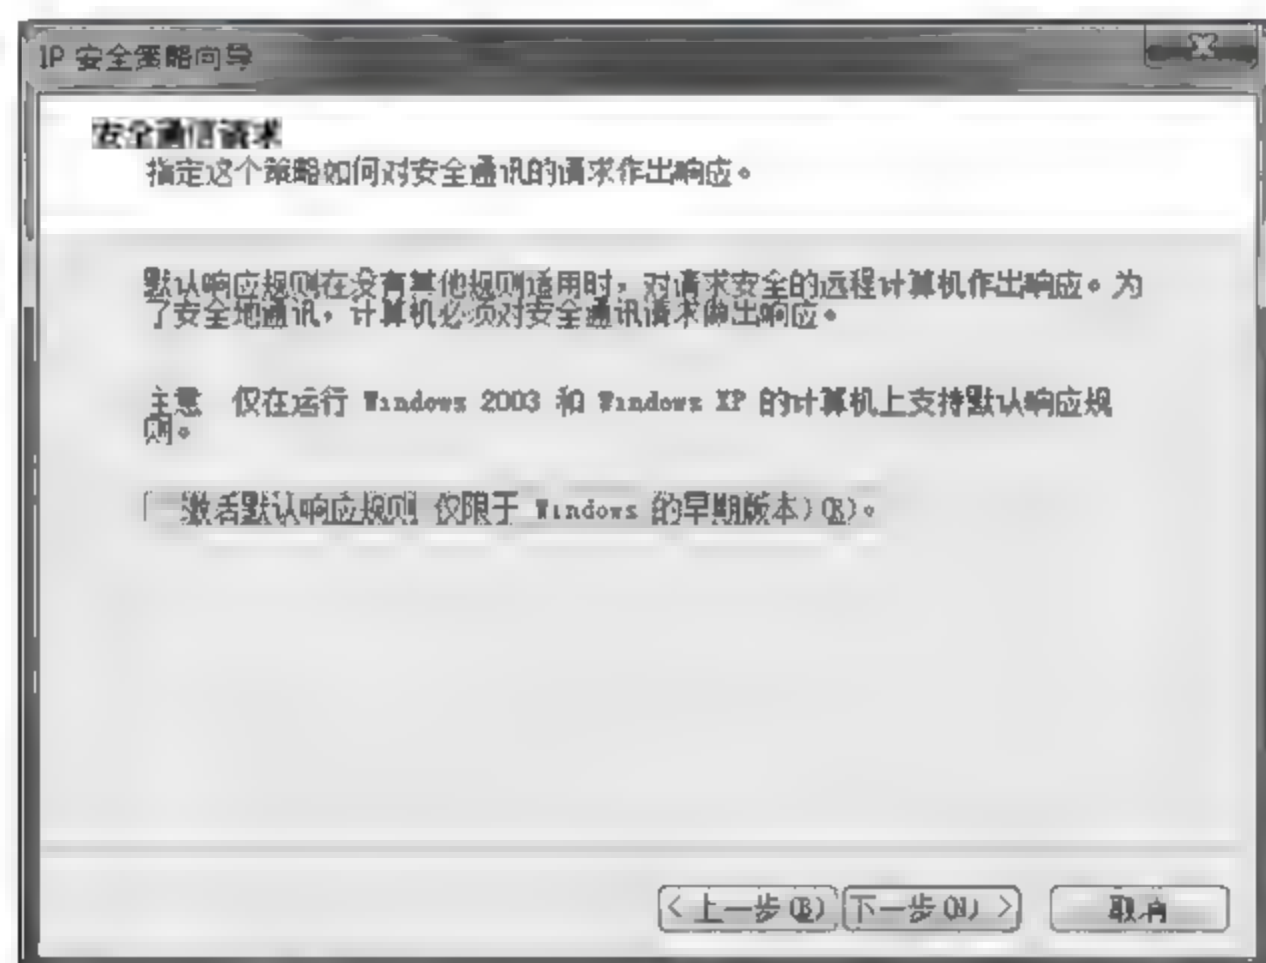 IP 安全策略向导
安全通信请求
指定这个策略如何对安全通讯的请求作出响应。
默认响应规则在没有其他规则适用时，对请求安全的远程计算机作出响应。为
了安全地通讯，计算机必须对安全通讯请求做出响应。
注意 仅在运行 Windows 2003 和 Windows XP 的计算机上支持默认响应规
则。
激活默认响应规则 仅限于 Windows 的早期版本)(R)。
< 上一步(B) 下一步(N) > 取消